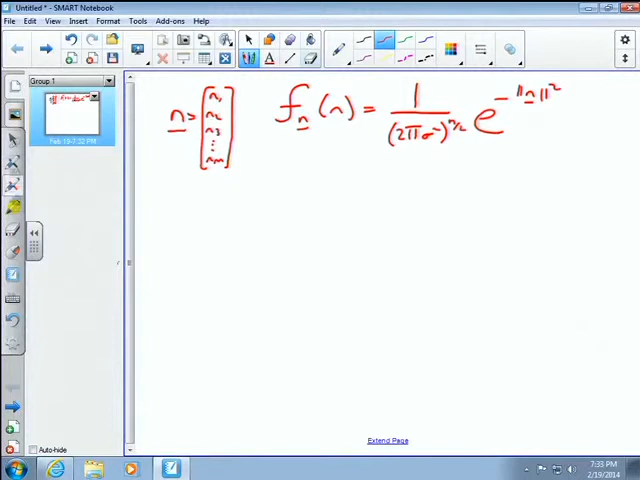 Untitled * - SMART Notebook
File Edit View Insert Format Tools Add-ons Help
Group 1
Feb 19-7:32 PM
n = [n1 n2 n3 ⋮ nm] f_n (n) = 1/(2πσ²)^(n/2) e^(-||n||²)
Auto-hide
Extend Page
7:33 PM
2/19/2014